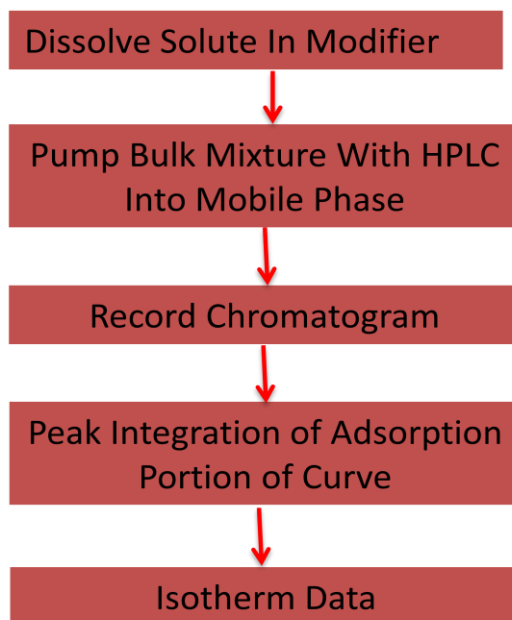 Dissolve Solute In Modifier
Pump Bulk Mixture With HPLC
Into Mobile Phase
Record Chromatogram
Peak Integration of Adsorption
Portion of Curve
Isotherm Data